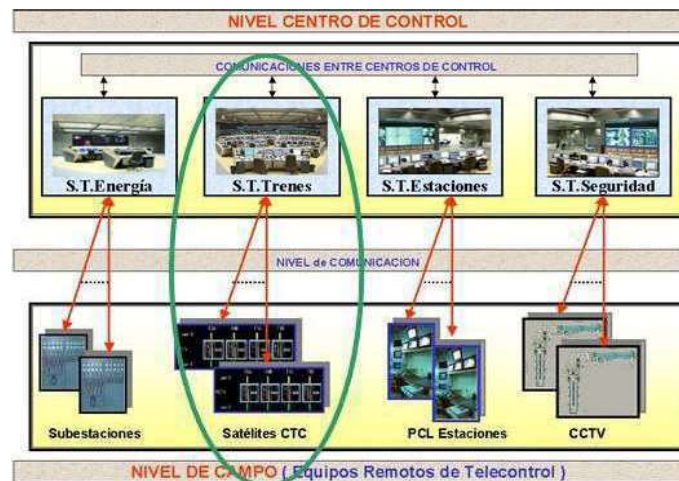 NIVEL CENTRO DE CONTROL
COMUNICACIONES ENTRE CENTROS DE CONTROL
S.T.Energía
S.T.Trenes
S.T.Estaciones
S.T.Seguridad
NIVEL de COMUNICACION
Subestaciones
Satélites CTC
PCL Estaciones
CCTV
NIVEL DE CAMPO ( Equipos Remotos de Telecontrol )